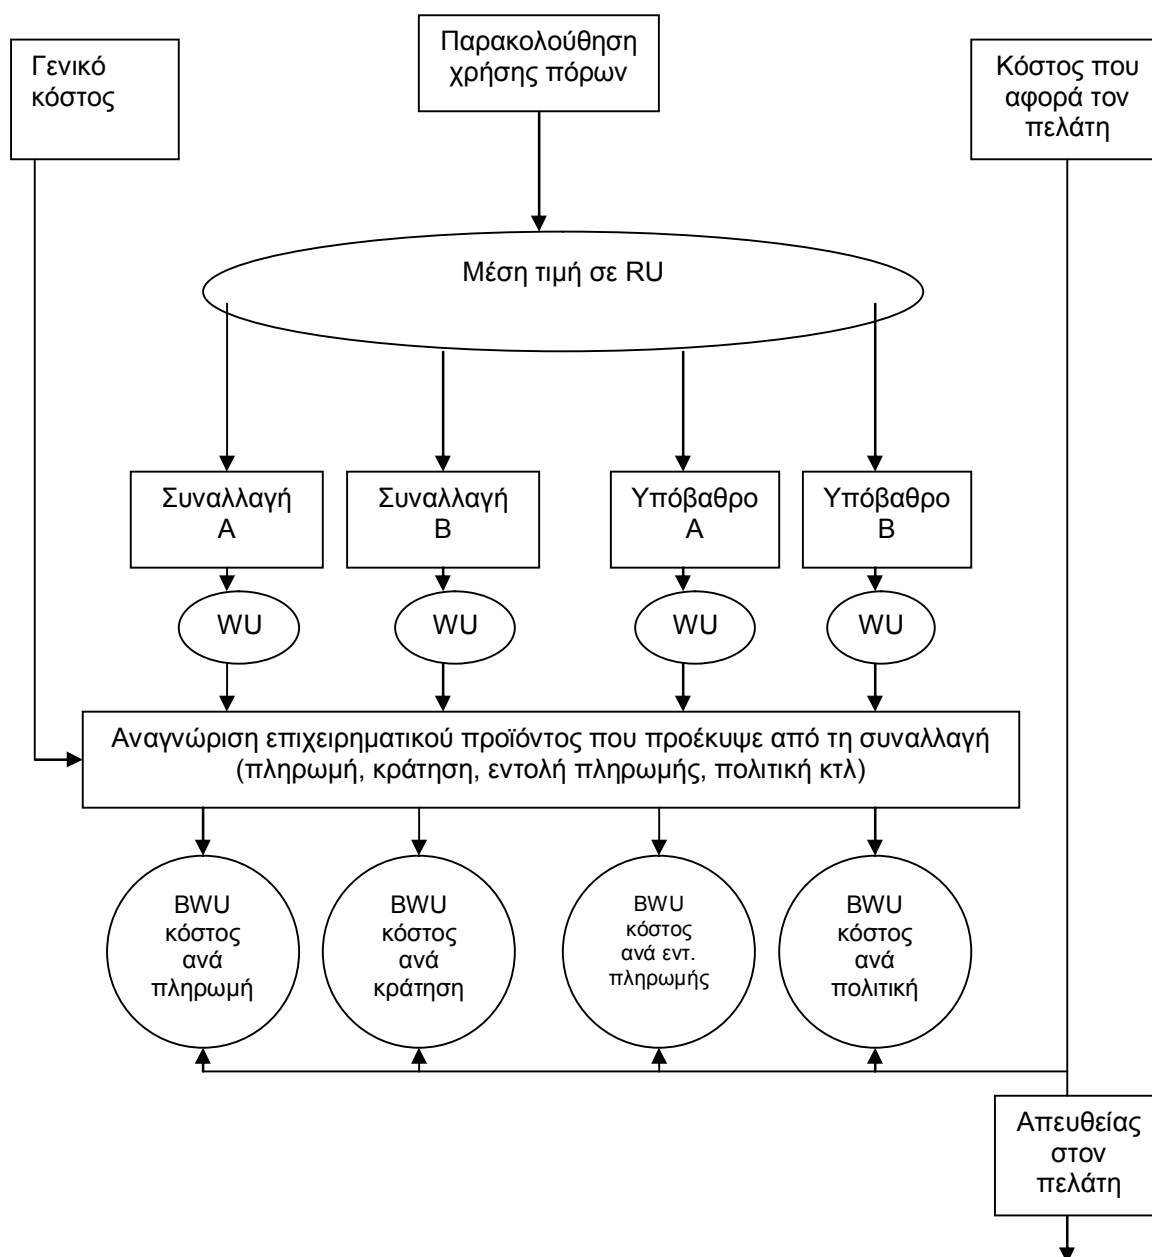 Γενικό
κόστος
Παρακολούθηση
χρήσης πόρων
Κόστος που
αφορά τον
πελάτη
Μέση τιμή σε RU
Συναλλαγή
Α
Συναλλαγή
Β
Υπόβαθρο
Α
Υπόβαθρο
Β
WU
WU
WU
WU
Αναγνώριση επιχειρηματικού προϊόντος που προέκυψε από τη συναλλαγή
(πληρωμή, κράτηση, εντολή πληρωμής, πολιτική κτλ)
BWU
κόστος
ανά
πληρωμή
BWU
κόστος
ανά
κράτηση
BWU
κόστος
ανά εντ.
πληρωμής
BWU
κόστος
ανά
πολιτική
Απευθείας
στον
πελάτη